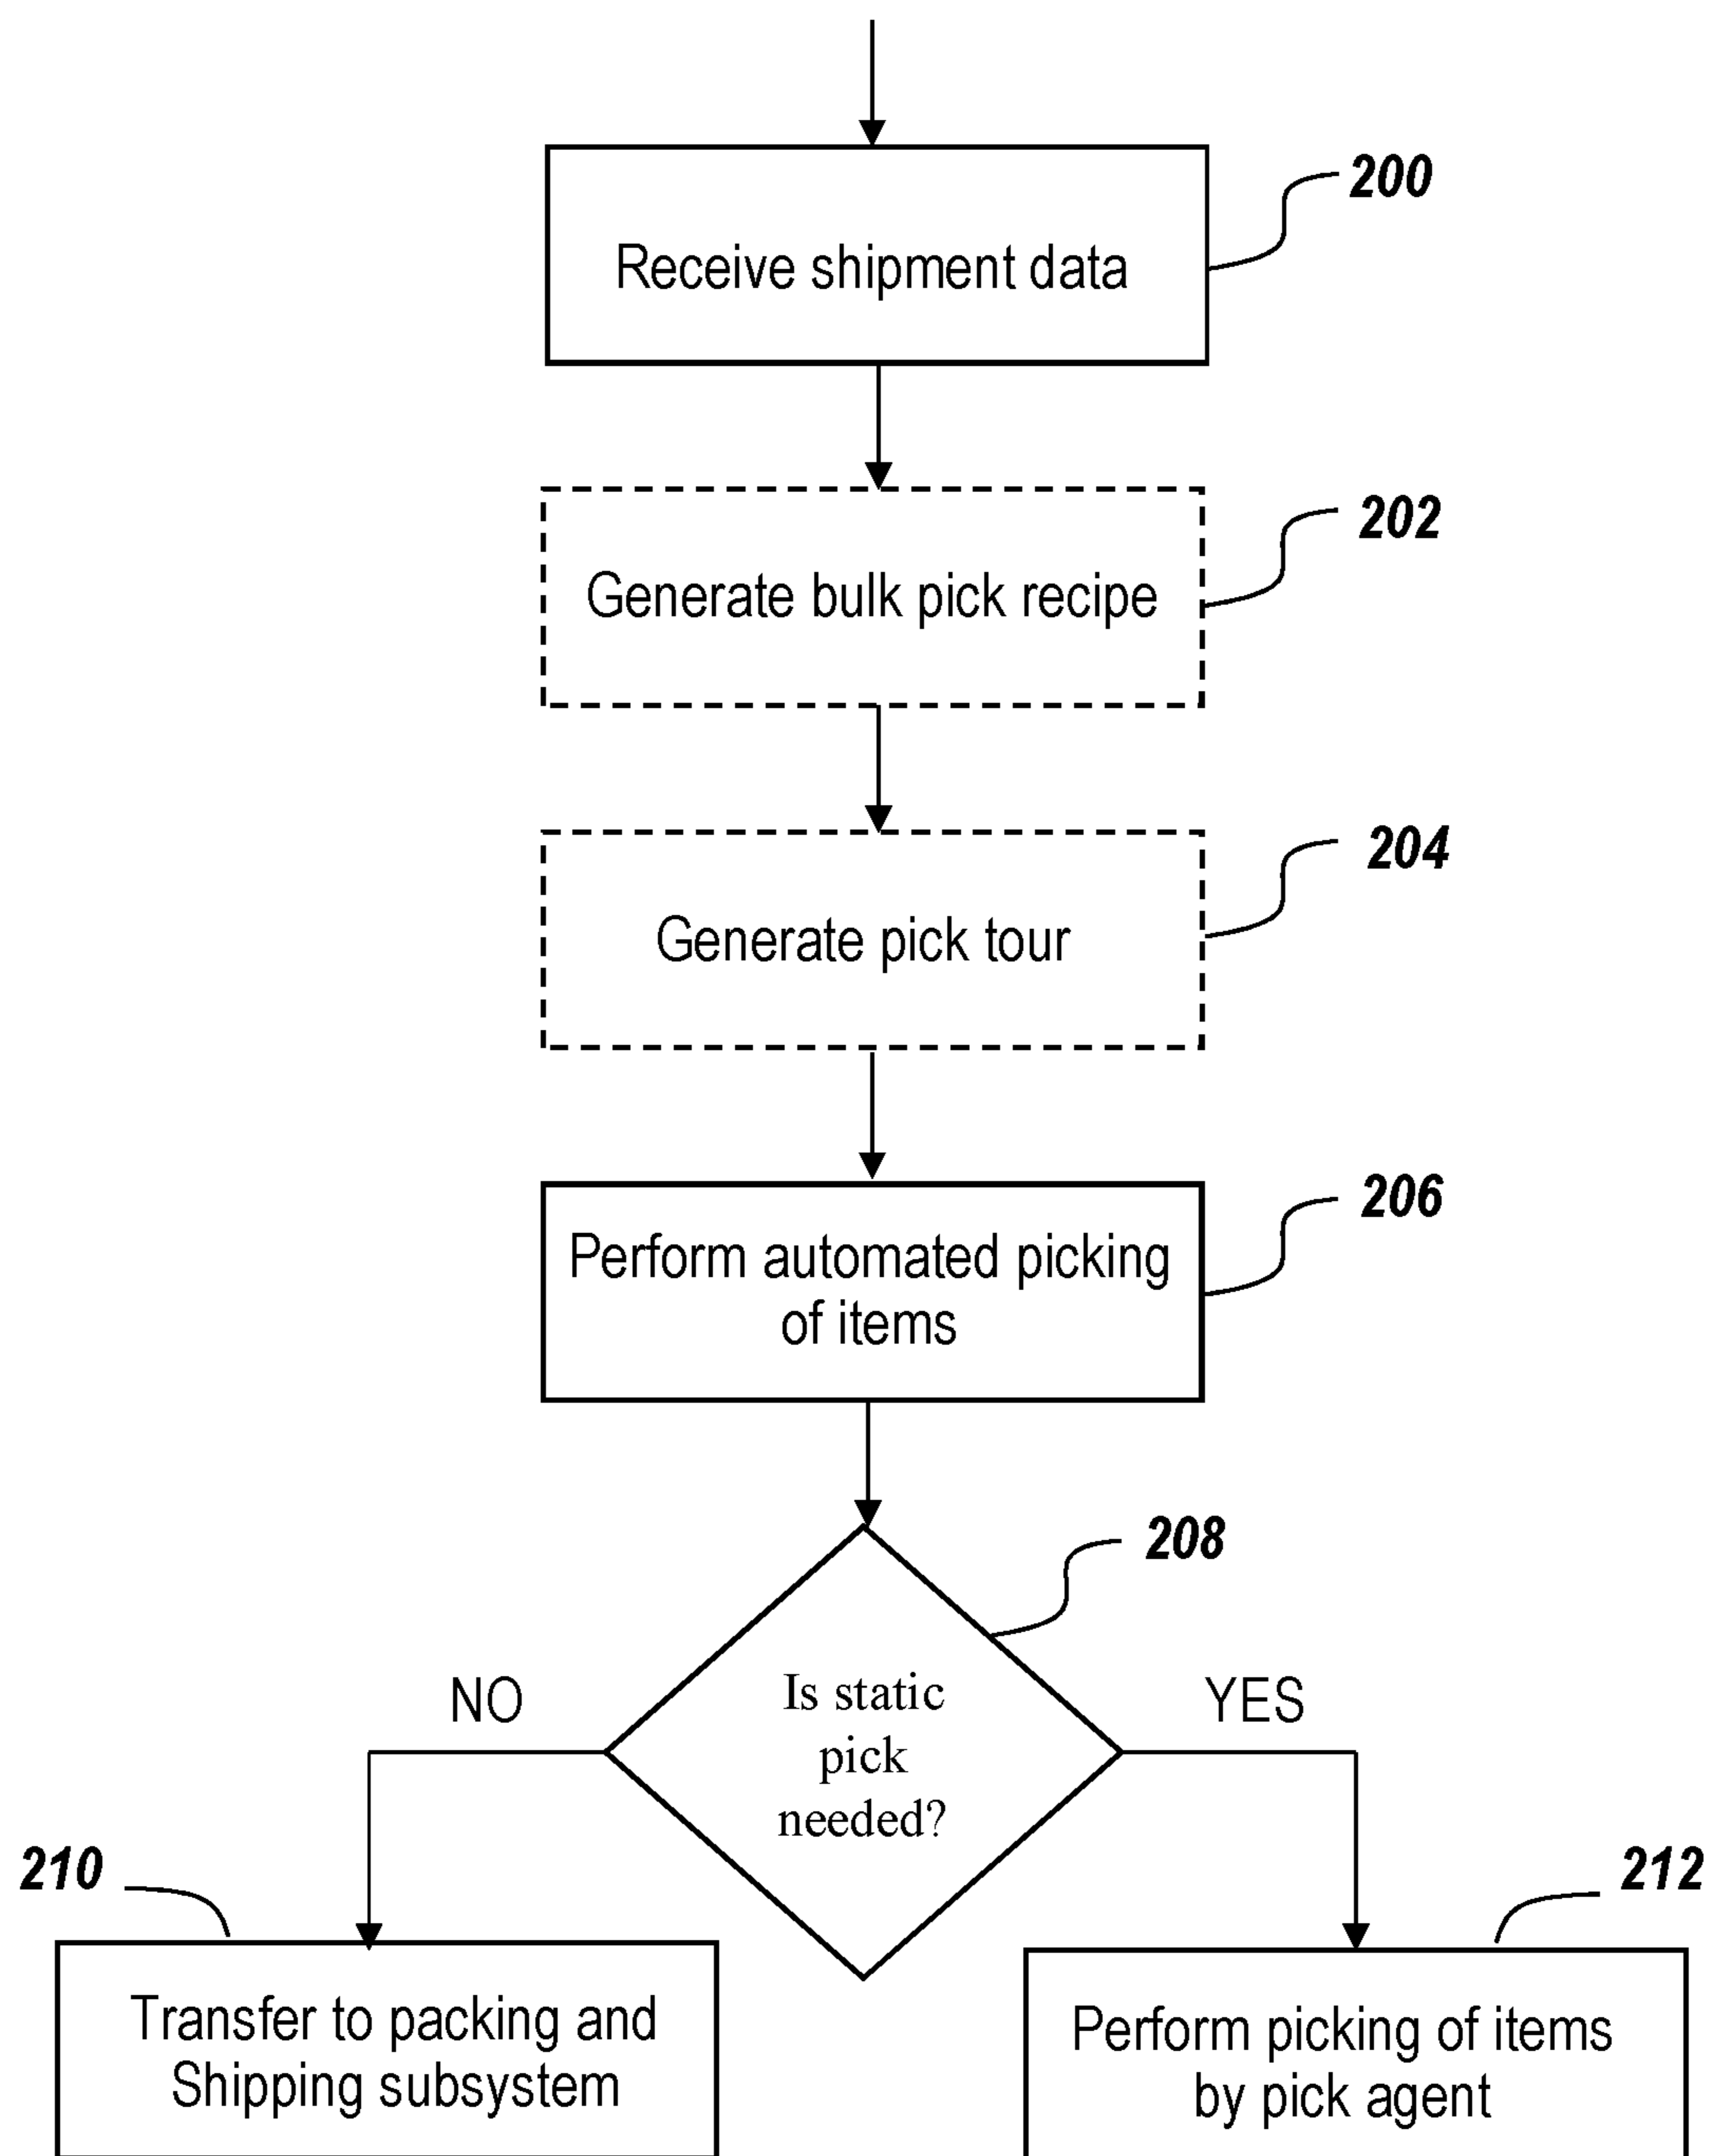 200
Receive shipment data
202
Generate bulk pick recipe
204
Generate pick tour
206
Perform automated picking
of items
208
Is static
pick
needed?
NO
YES
210
212
Transfer to packing and
Shipping subsystem
Perform picking of items
by pick agent